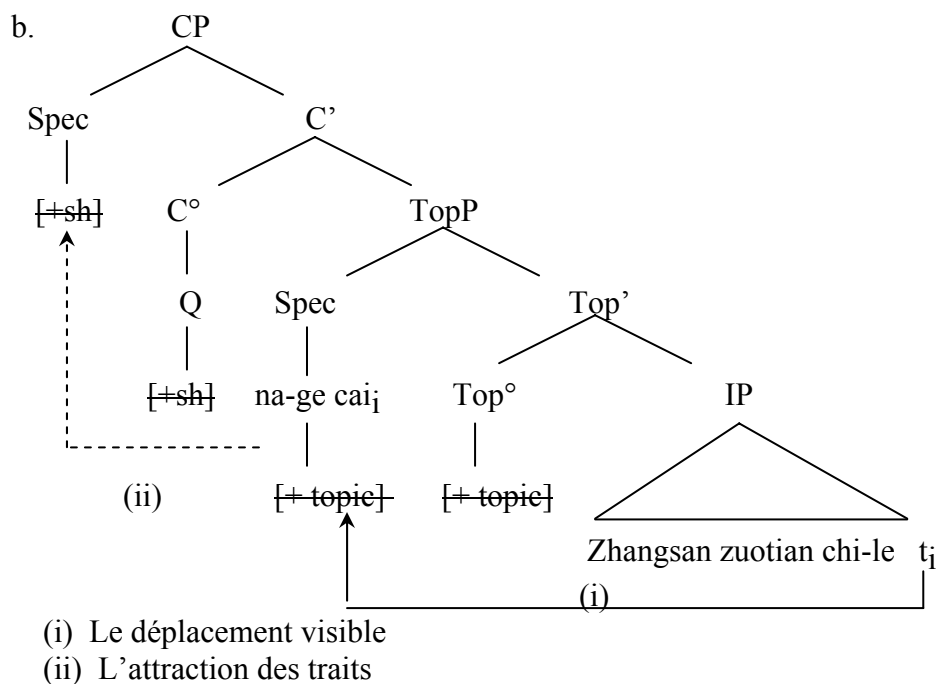 b.
CP
Spec C’
[+sh] C° TopP
Q Spec Top’
[+sh] na-ge cai_i Top° IP
(ii) [+ topic] [+ topic]
Zhangsan zuotian chi-le t_i
(i)
(i) Le déplacement visible
(ii) L’attraction des traits